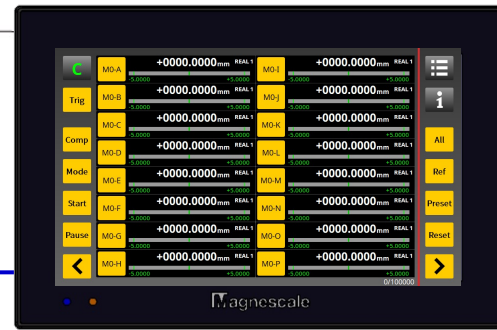 C
Trig
Comp
Mode
Start
Pause
M0-A +0000.0000mm REAL 1
-5.0000 +5.0000
M0-B +0000.0000mm REAL 1
-5.0000 +5.0000
M0-C +0000.0000mm REAL 1
-5.0000 +5.0000
M0-D +0000.0000mm REAL 1
-5.0000 +5.0000
M0-E +0000.0000mm REAL 1
-5.0000 +5.0000
M0-F +0000.0000mm REAL 1
-5.0000 +5.0000
M0-G +0000.0000mm REAL 1
-5.0000 +5.0000
M0-H +0000.0000mm REAL 1
-5.0000 +5.0000
M0-I +0000.0000mm REAL 1
-5.0000 +5.0000
M0-J +0000.0000mm REAL 1
-5.0000 +5.0000
M0-K +0000.0000mm REAL 1
-5.0000 +5.0000
M0-L +0000.0000mm REAL 1
-5.0000 +5.0000
M0-M +0000.0000mm REAL 1
-5.0000 +5.0000
M0-N +0000.0000mm REAL 1
-5.0000 +5.0000
M0-O +0000.0000mm REAL 1
-5.0000 +5.0000
M0-P +0000.0000mm REAL 1
-5.0000 +5.0000
0/100000
i
All
Ref
Preset
Reset
Magnescale